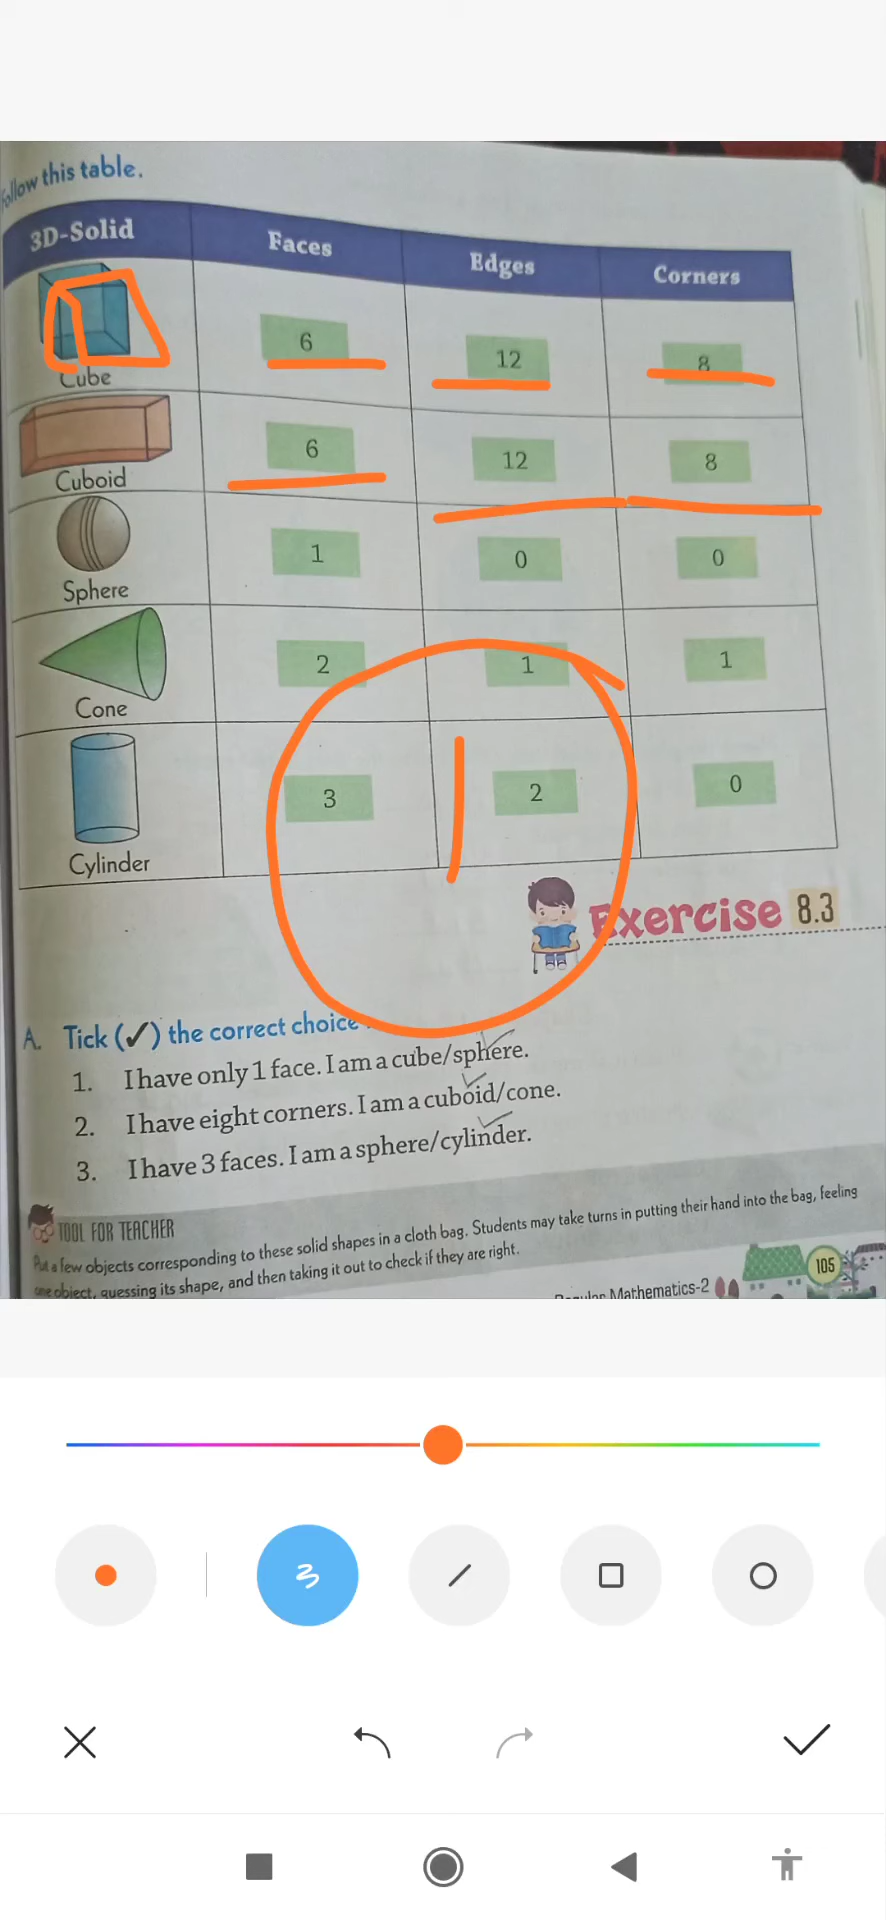 Follow this table.
3D-Solid Faces Edges Corners
Cube 6 12 8
Cuboid 6 12 8
Sphere 1 0 0
Cone 2 1 1
Cylinder 3 2 0
Exercise 8.3
A. Tick (✓) the correct choice
1. I have only 1 face. I am a cube/sphere.
2. I have eight corners. I am a cuboid/cone.
3. I have 3 faces. I am a sphere/cylinder.
TOOL FOR TEACHER
Put a few objects corresponding to these solid shapes in a cloth bag. Students may take turns in putting their hand into the bag, feeling
one object, guessing its shape, and then taking it out to check if they are right.
Mathematics-2 105